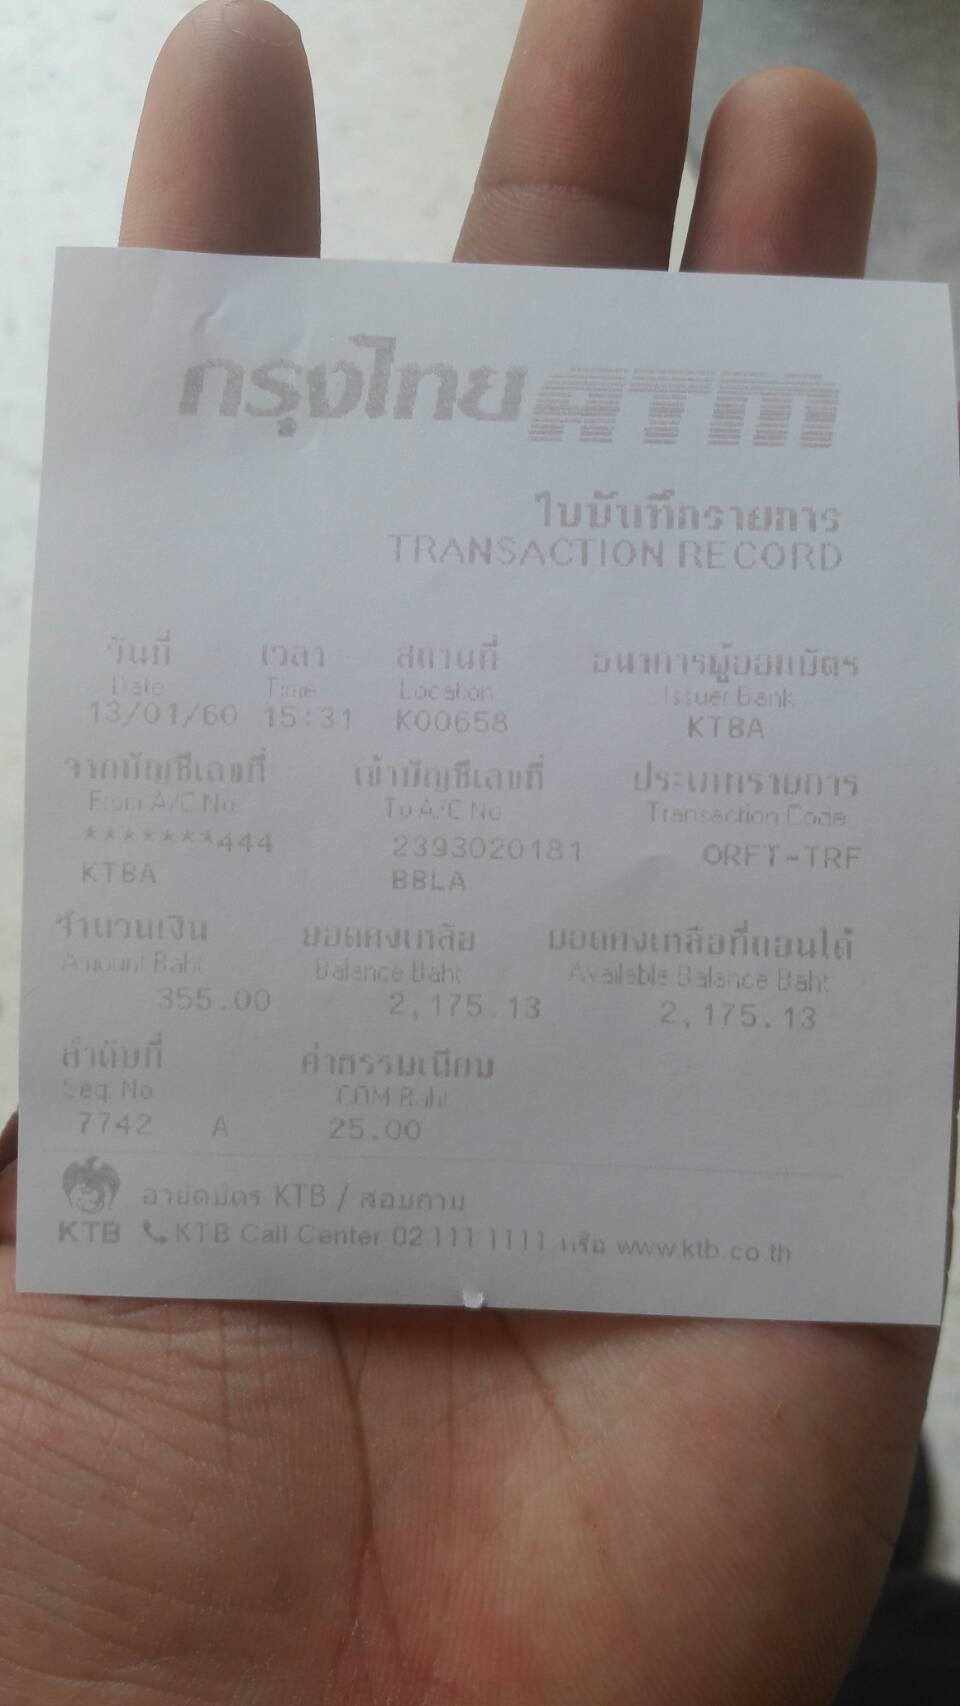 กรุงไทย ATM
ใบบันทึกรายการ
TRANSACTION RECORD
วันที่ เวลา สถานที่ ธนาคารผู้ออกบัตร
Date Time Location Issuer Bank
13/01/60 15:31 K00658 KTBA
จากบัญชีเลขที่ เข้าบัญชีเลขที่ ประเภทรายการ
From A/C No To A/C No Transaction Code
*******444 2393020181 ORFT-TRF
KTBA BBLA
จำนวนเงิน ยอดคงเหลือ ยอดคงเหลือที่ถอนได้
Amount Baht Balance Baht Available Balance Baht
355.00 2,175.13 2,175.13
ลำดับที่ ค่าธรรมเนียม
Seq. No COM Baht
7742 A 25.00
อายัดบัตร KTB / สอบถาม
KTB KTB Call Center 02 111 1111 หรือ www.ktb.co.th